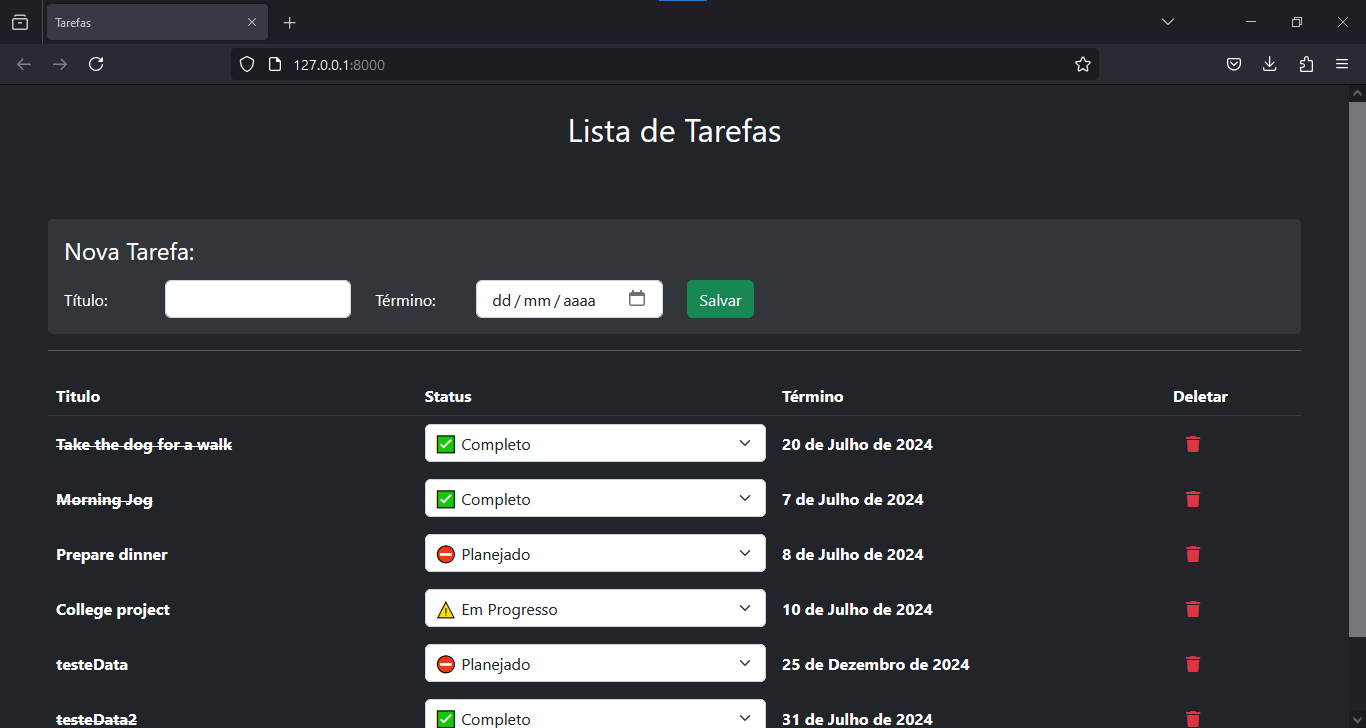 Tarefas
127.0.0.1:8000
Lista de Tarefas
Nova Tarefa:
Título: Término: dd/mm/aaaa Salvar
Titulo Status Término Deletar
Take the dog for a walk Completo 20 de Julho de 2024
Morning Jog Completo 7 de Julho de 2024
Prepare dinner Planejado 8 de Julho de 2024
College project Em Progresso 10 de Julho de 2024
testeData Planejado 25 de Dezembro de 2024
testeData2 Completo 31 de Julho de 2024